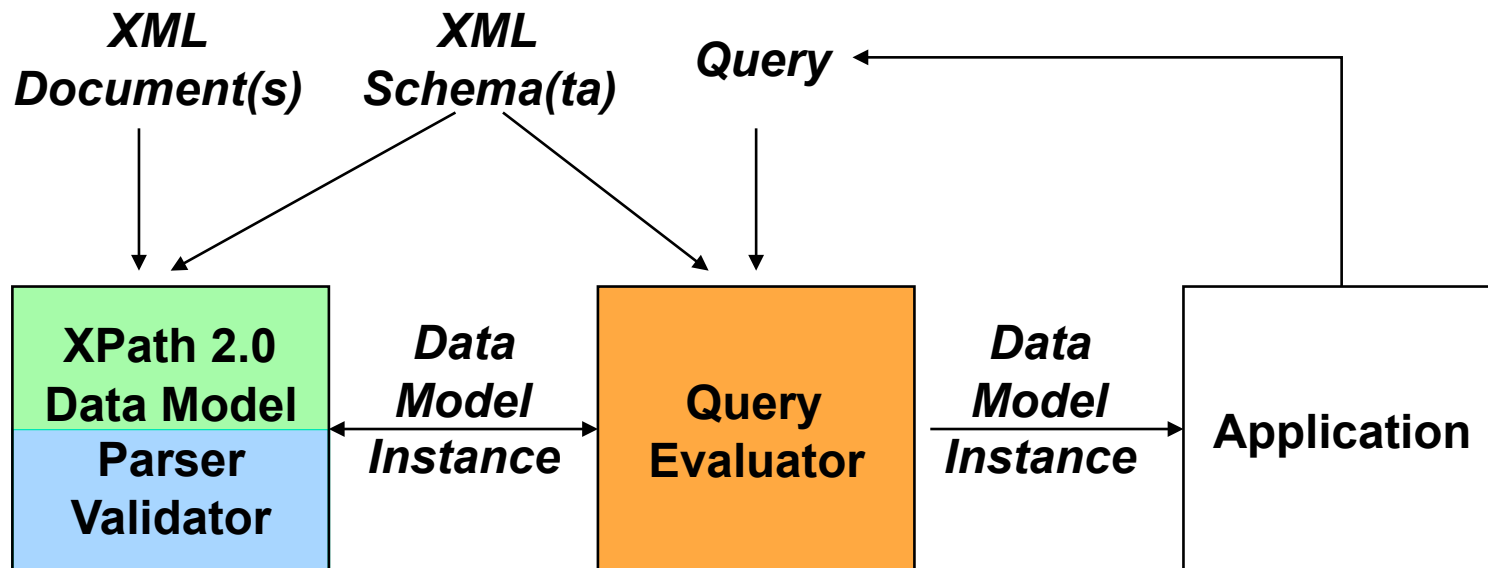 XML
Document(s)
XML
Schema(ta)
Query
XPath 2.0
Data Model
Parser
Validator
Data
Model
Instance
Query
Evaluator
Data
Model
Instance
Application